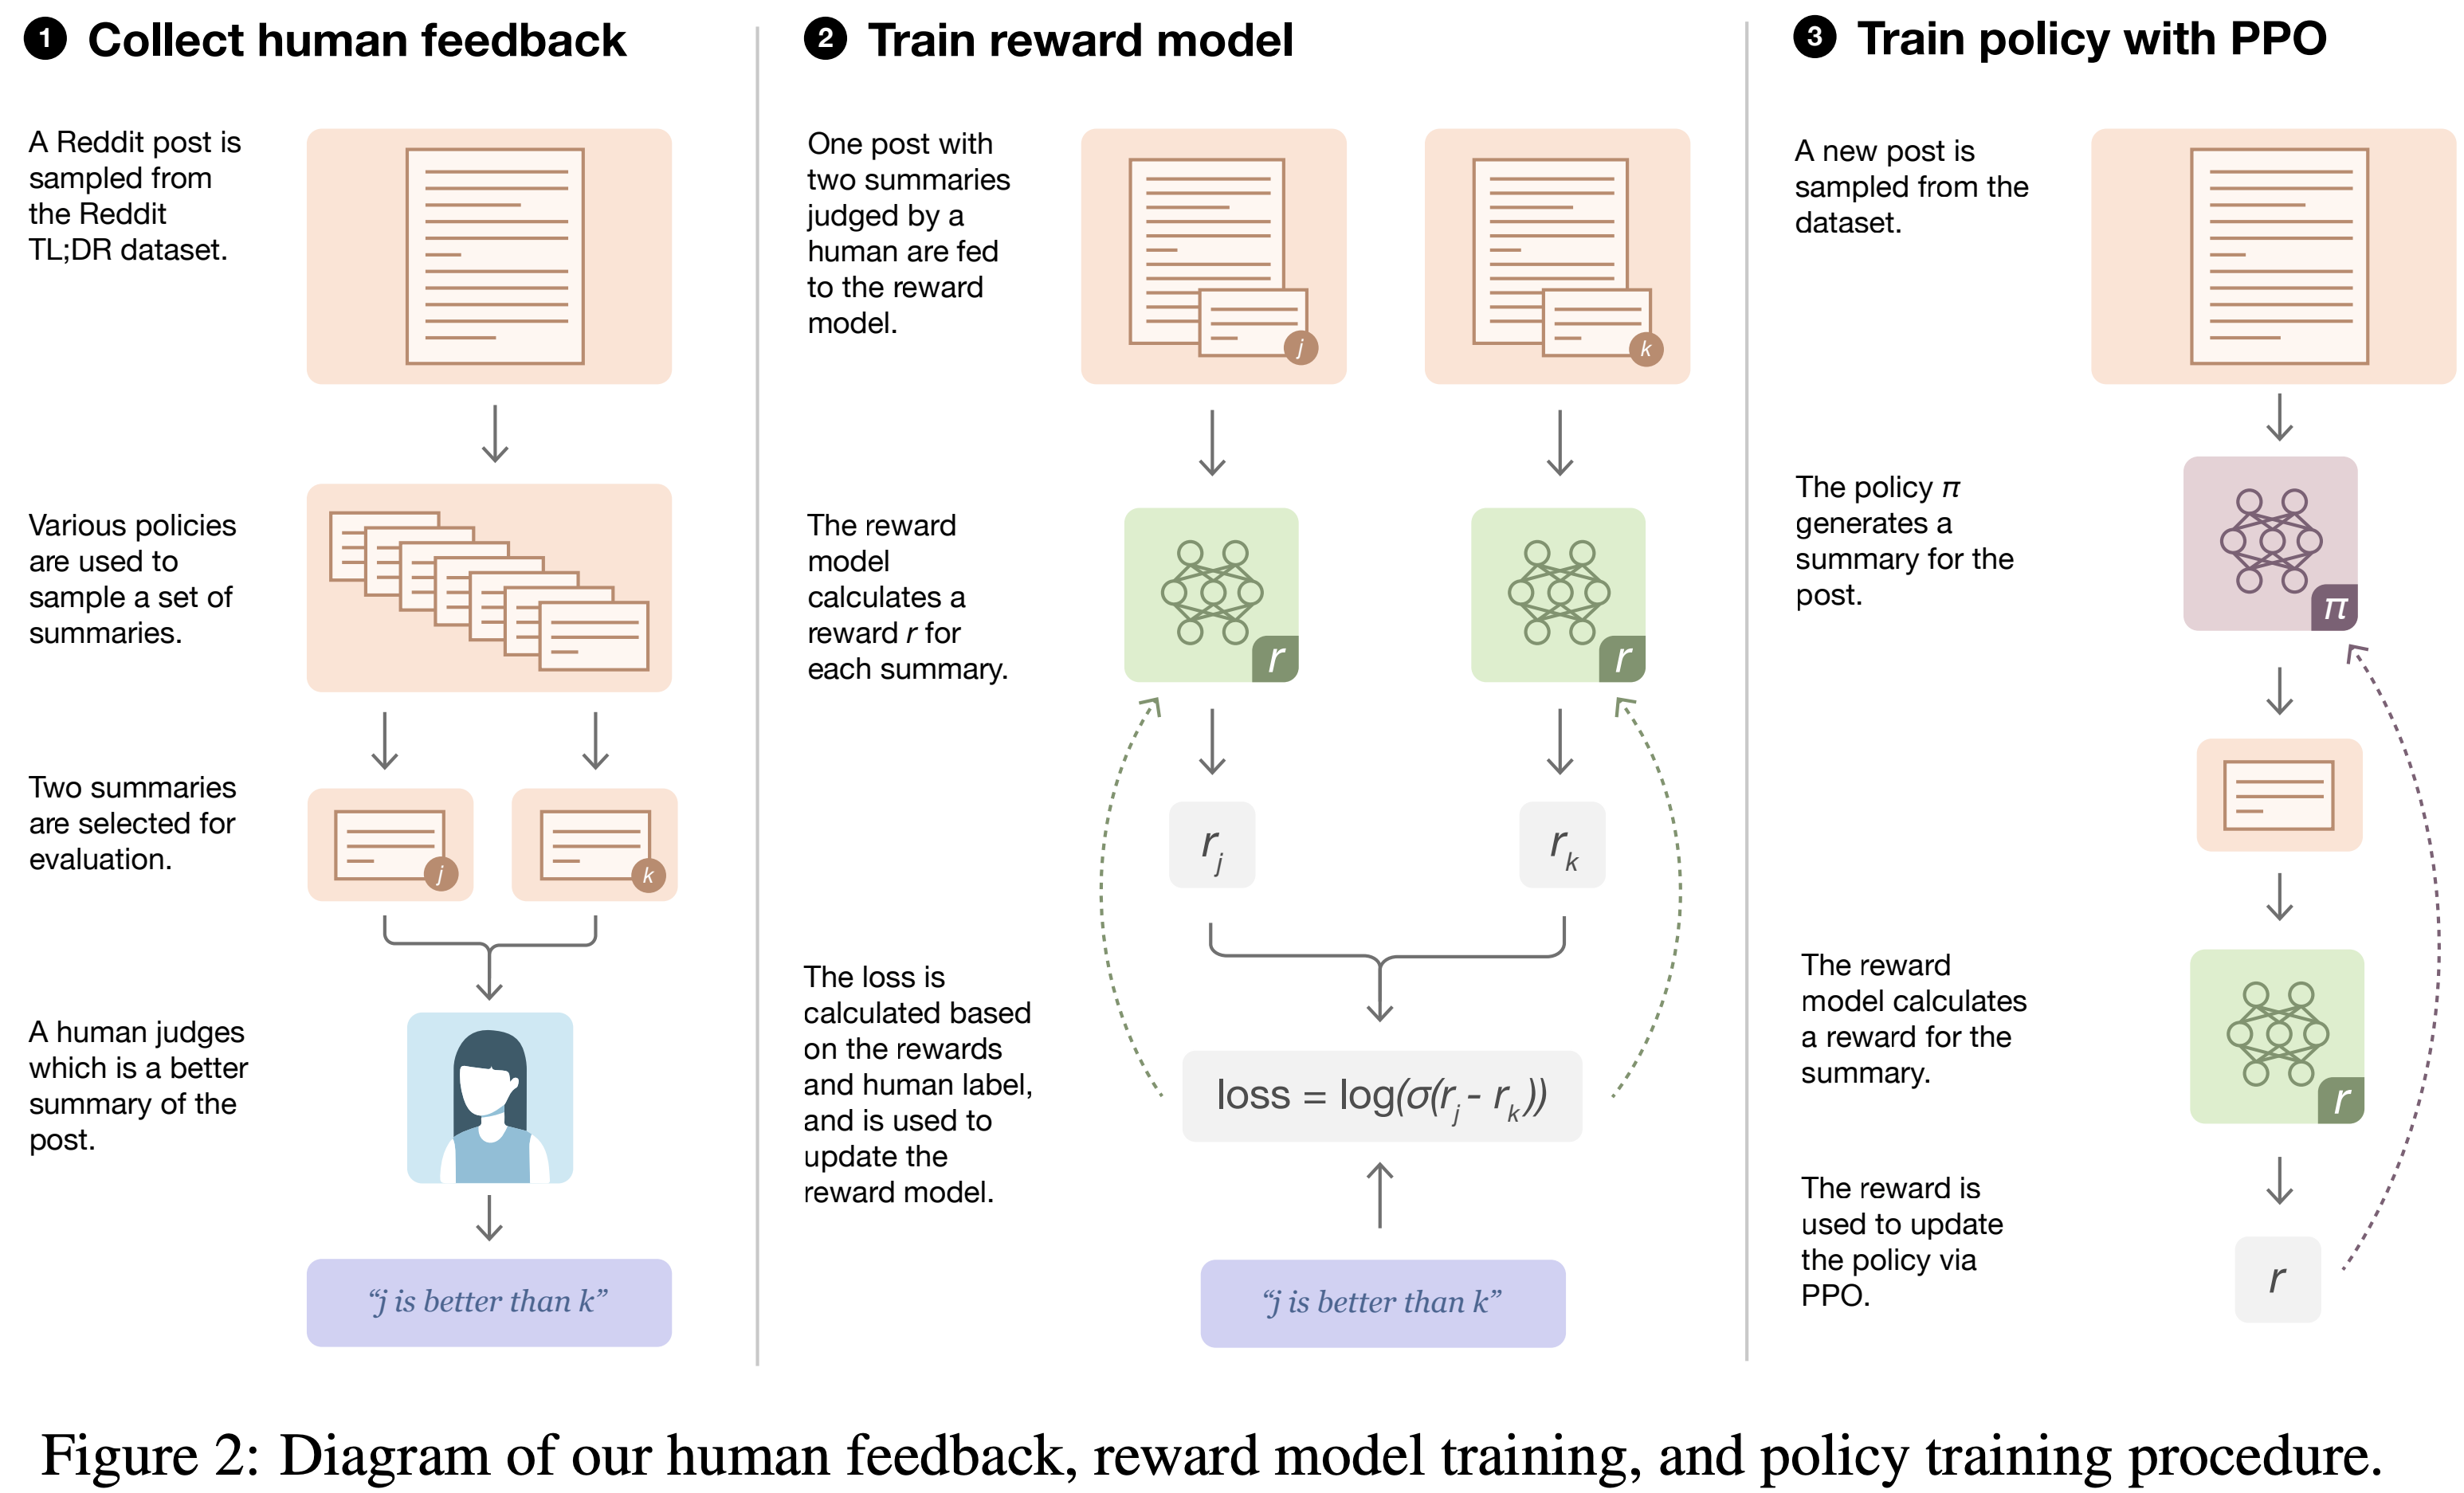 1 Collect human feedback
A Reddit post is
sampled from
the Reddit
TL;DR dataset.
Various policies
are used to
sample a set of
summaries.
Two summaries
are selected for
evaluation.
j
k
A human judges
which is a better
summary of the
post.
“j is better than k”
2 Train reward model
One post with
two summaries
judged by a
human are fed
to the reward
model.
j
k
The reward
model
calculates a
reward r for
each summary.
r
r
r_j
r_k
The loss is
calculated based
on the rewards
and human label,
and is used to
update the
reward model.
loss = log(σ(r_j - r_k))
“j is better than k”
3 Train policy with PPO
A new post is
sampled from the
dataset.
The policy π
generates a
summary for the
post.
π
The reward
model calculates
a reward for the
summary.
r
The reward is
used to update
the policy via
PPO.
r
Figure 2: Diagram of our human feedback, reward model training, and policy training procedure.